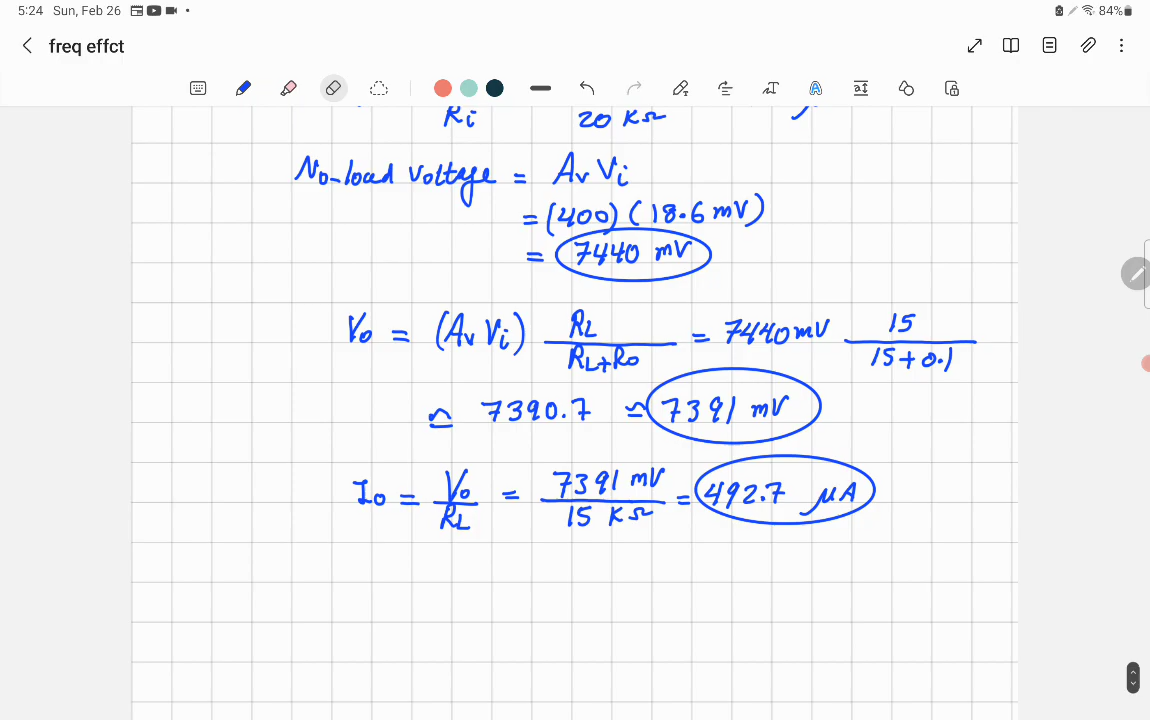 5:24 Sun, Feb 26 84%
freq effct
Ri 20 KΩ
No-load voltage = Av Vi
= (400) (18.6 mV)
= 7440 mV
Vo = (Av Vi) RL / RL+Ro = 7440 mV 15 / 15+0.1
≃ 7390.7 ≃ 7391 mV
Io = Vo / RL = 7391 mV / 15 KΩ = 492.7 μA